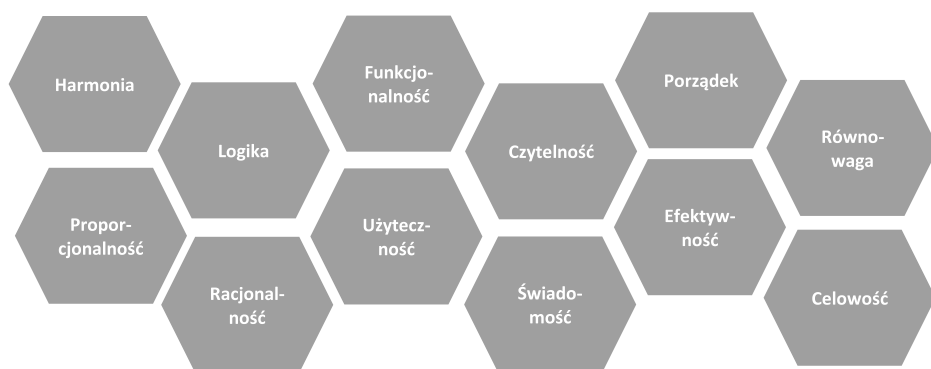 Harmonia
Logika
Funkcjo-
nalność
Czytelność
Porządek
Równo-
waga
Propor-
cjonalność
Racjonal-
ność
Użytecz-
ność
Świado-
mość
Efektyw-
ność
Celowość